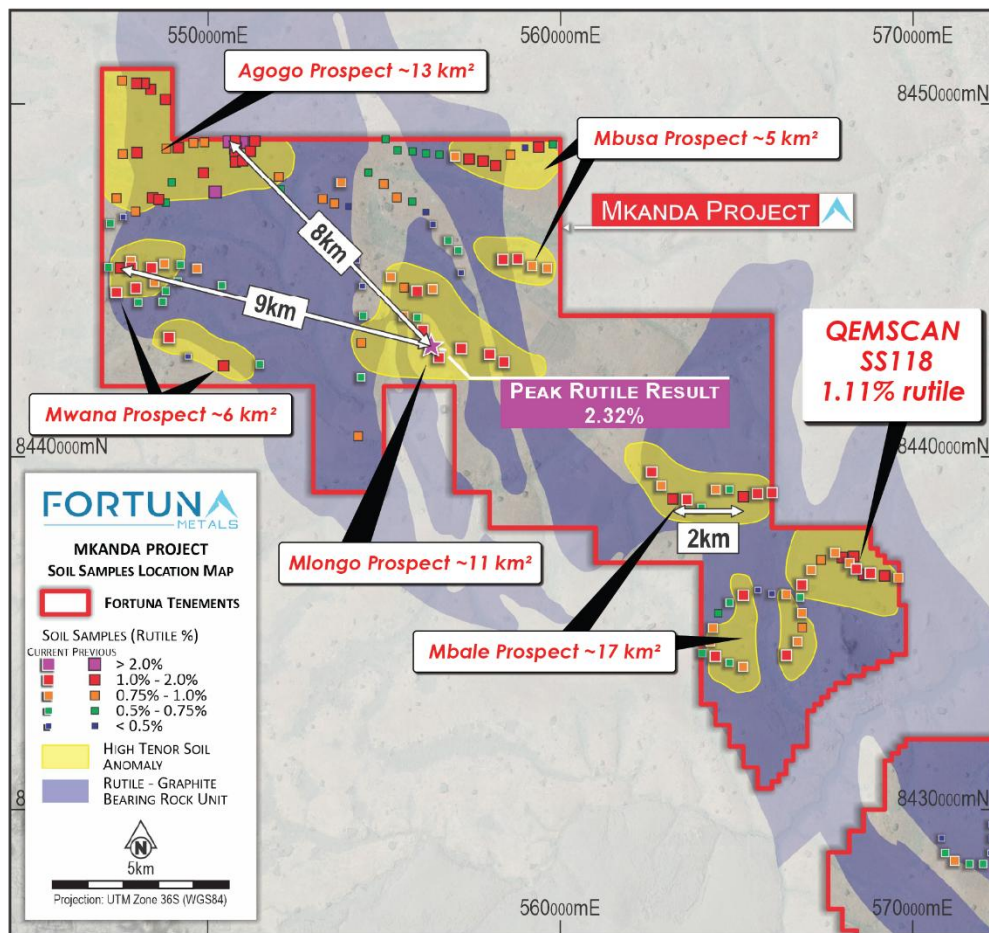 550000mE
560000mE
570000mE
Agogo Prospect ~13 km²
8450000mN
Mbusa Prospect ~5 km²
MKANDA PROJECT
8km
9km
QEMSCAN
SS118
1.11% rutile
PEAK RUTILE RESULT
2.32%
Mwana Prospect ~6 km²
8440000mN
8440000mN
FORTUNA
METALS
MKANDA PROJECT
SOIL SAMPLES LOCATION MAP
FORTUNA TENEMENTS
SOIL SAMPLES (RUTILE %)
CURRENT PREVIOUS
> 2.0%
1.0% - 2.0%
0.75% - 1.0%
0.5% - 0.75%
< 0.5%
HIGH TENOR SOIL
ANOMALY
RUTILE - GRAPHITE
BEARING ROCK UNIT
N
5km
Projection: UTM Zone 36S (WGS84)
Mlongo Prospect ~11 km²
2km
Mbale Prospect ~17 km²
8
8430000mN
560000mE
570000mE